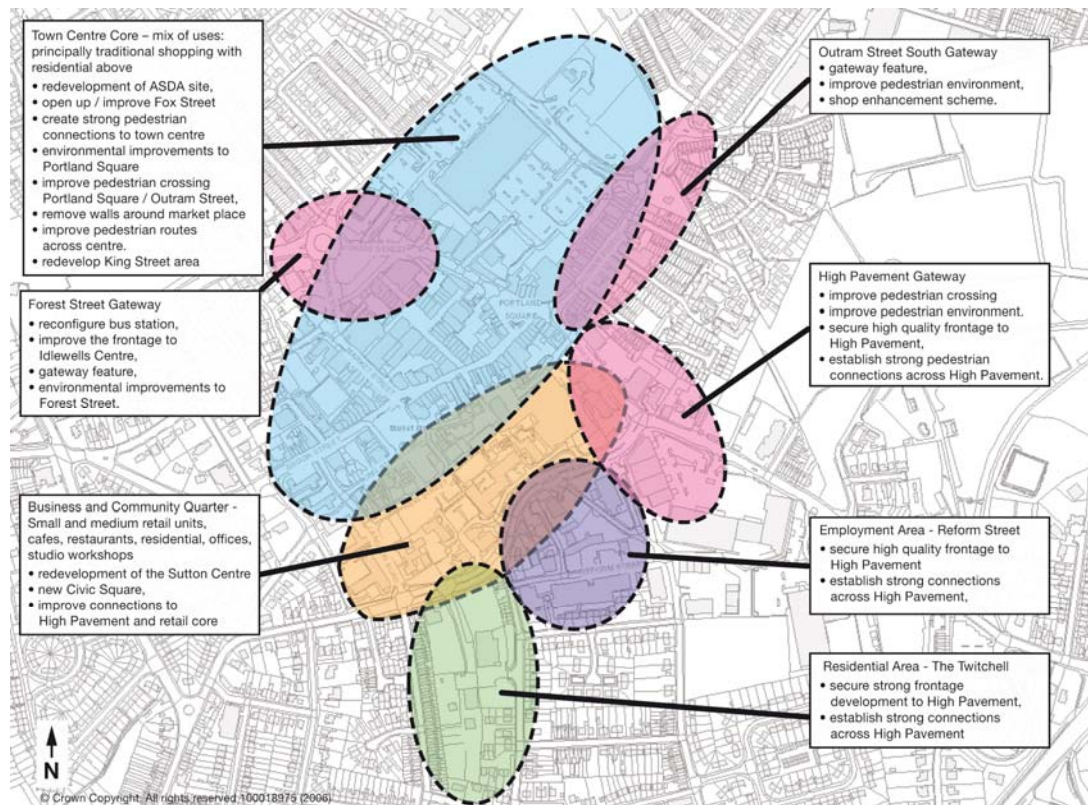 Town Centre Core – mix of uses:
principally traditional shopping with
residential above
• redevelopment of ASDA site,
• open up / improve Fox Street
• create strong pedestrian
connections to town centre
• environmental improvements to
Portland Square
• improve pedestrian crossing
Portland Square / Outram Street,
• remove walls around market place
• improve pedestrian routes
across centre.
• redevelop King Street area
Outram Street South Gateway
• gateway feature,
• improve pedestrian environment,
• shop enhancement scheme.
Forest Street Gateway
• reconfigure bus station,
• improve the frontage to
Idlewells Centre,
• gateway feature,
• environmental improvements to
Forest Street.
High Pavement Gateway
• improve pedestrian crossing
• improve pedestrian environment.
• secure high quality frontage to
High Pavement,
• establish strong pedestrian
connections across High Pavement.
PORTLAND
SQUARE
Business and Community Quarter -
Small and medium retail units,
cafes, restaurants, residential, offices,
studio workshops
• redevelopment of the Sutton Centre
• new Civic Square,
• improve connections to
High Pavement and retail core
Employment Area - Reform Street
• secure high quality frontage to
High Pavement
• establish strong connections
across High Pavement,
Residential Area - The Twitchell
• secure strong frontage
development to High Pavement,
• establish strong connections
across High Pavement
N
© Crown Copyright. All rights reserved 100018975 (2006)